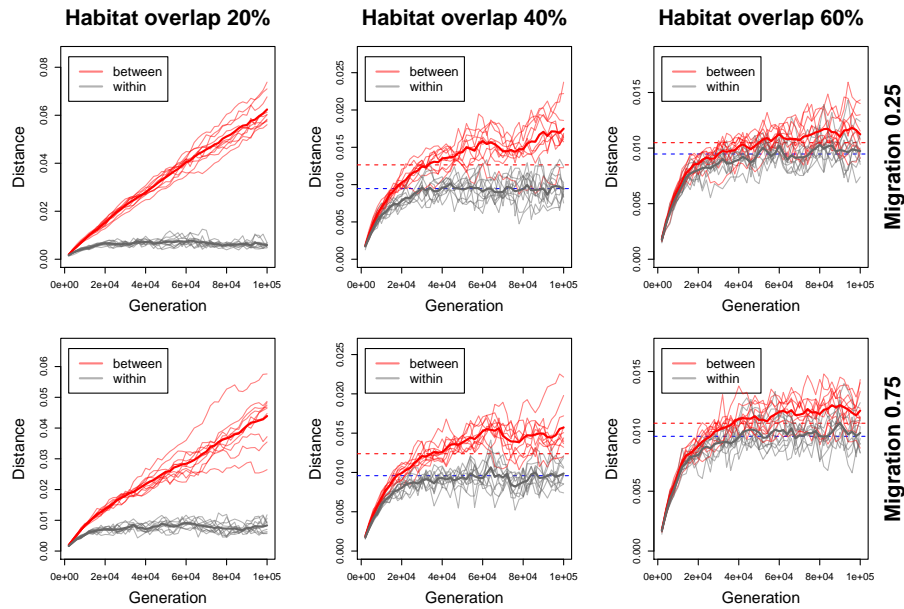 Habitat overlap 20%
Habitat overlap 40%
Habitat overlap 60%
between
within
Distance
0.00
0.02
0.04
0.06
0.08
0e+00 2e+04 4e+04 6e+04 8e+04 1e+05
Generation
between
within
Distance
0.000
0.005
0.010
0.015
0.020
0.025
0e+00 2e+04 4e+04 6e+04 8e+04 1e+05
Generation
between
within
Distance
0.000
0.005
0.010
0.015
0e+00 2e+04 4e+04 6e+04 8e+04 1e+05
Generation
Migration 0.25
between
within
Distance
0.00
0.01
0.02
0.03
0.04
0.05
0.06
0e+00 2e+04 4e+04 6e+04 8e+04 1e+05
Generation
between
within
Distance
0.000
0.005
0.010
0.015
0.020
0.025
0e+00 2e+04 4e+04 6e+04 8e+04 1e+05
Generation
between
within
Distance
0.000
0.005
0.010
0.015
0e+00 2e+04 4e+04 6e+04 8e+04 1e+05
Generation
Migration 0.75